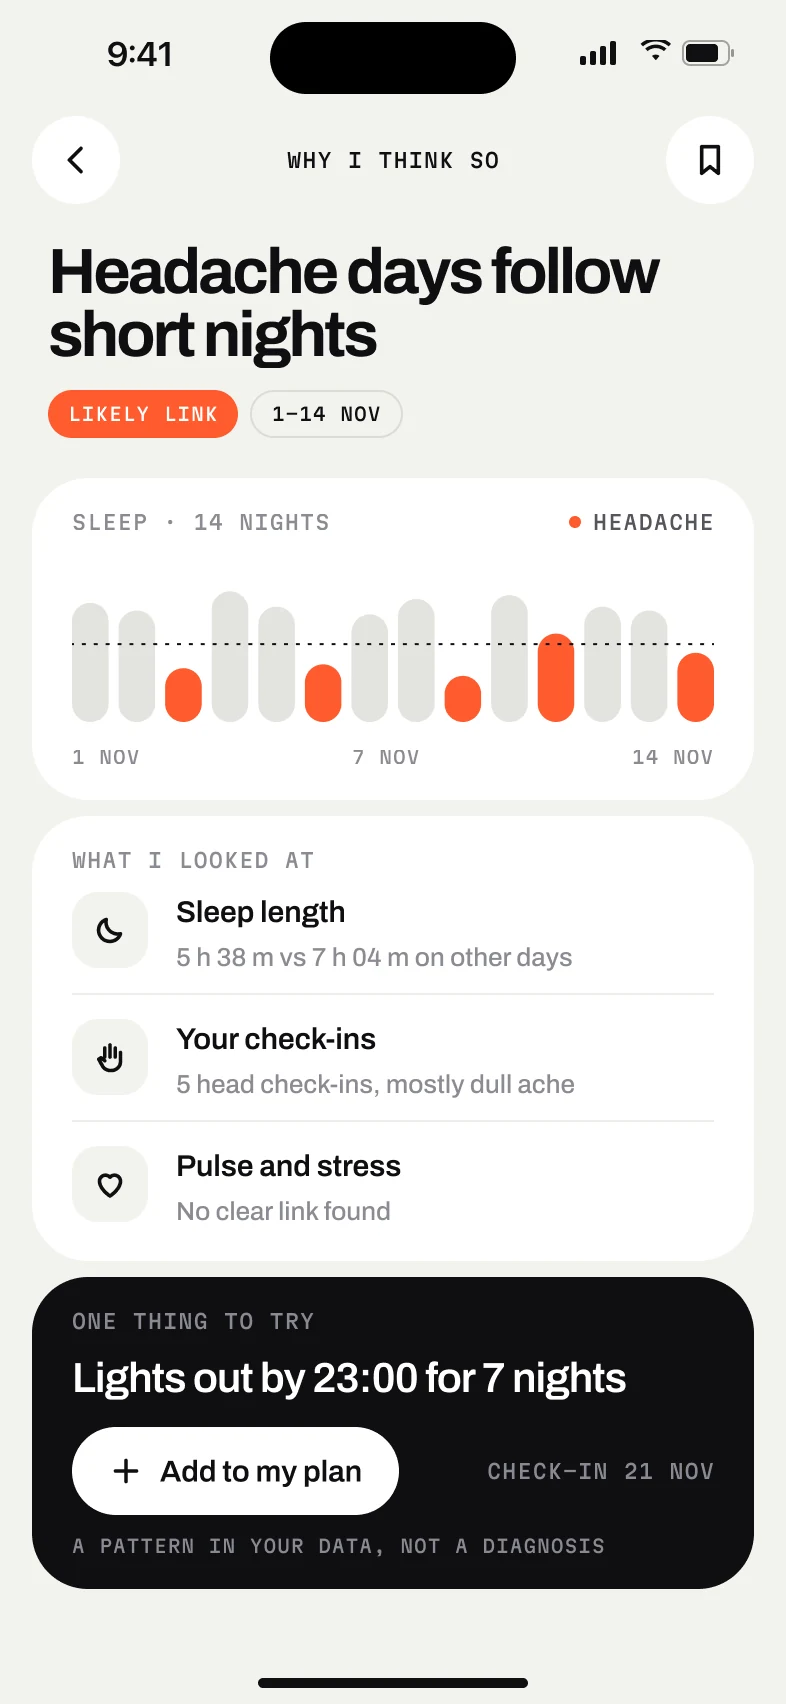 9:41
WHY I THINK SO
Headache days follow
short nights
LIKELY LINK
1–14 NOV
SLEEP · 14 NIGHTS
HEADACHE
1 NOV
7 NOV
14 NOV
WHAT I LOOKED AT
Sleep length
5 h 38 m vs 7 h 04 m on other days
Your check-ins
5 head check-ins, mostly dull ache
Pulse and stress
No clear link found
ONE THING TO TRY
Lights out by 23:00 for 7 nights
Add to my plan
CHECK-IN 21 NOV
A PATTERN IN YOUR DATA, NOT A DIAGNOSIS